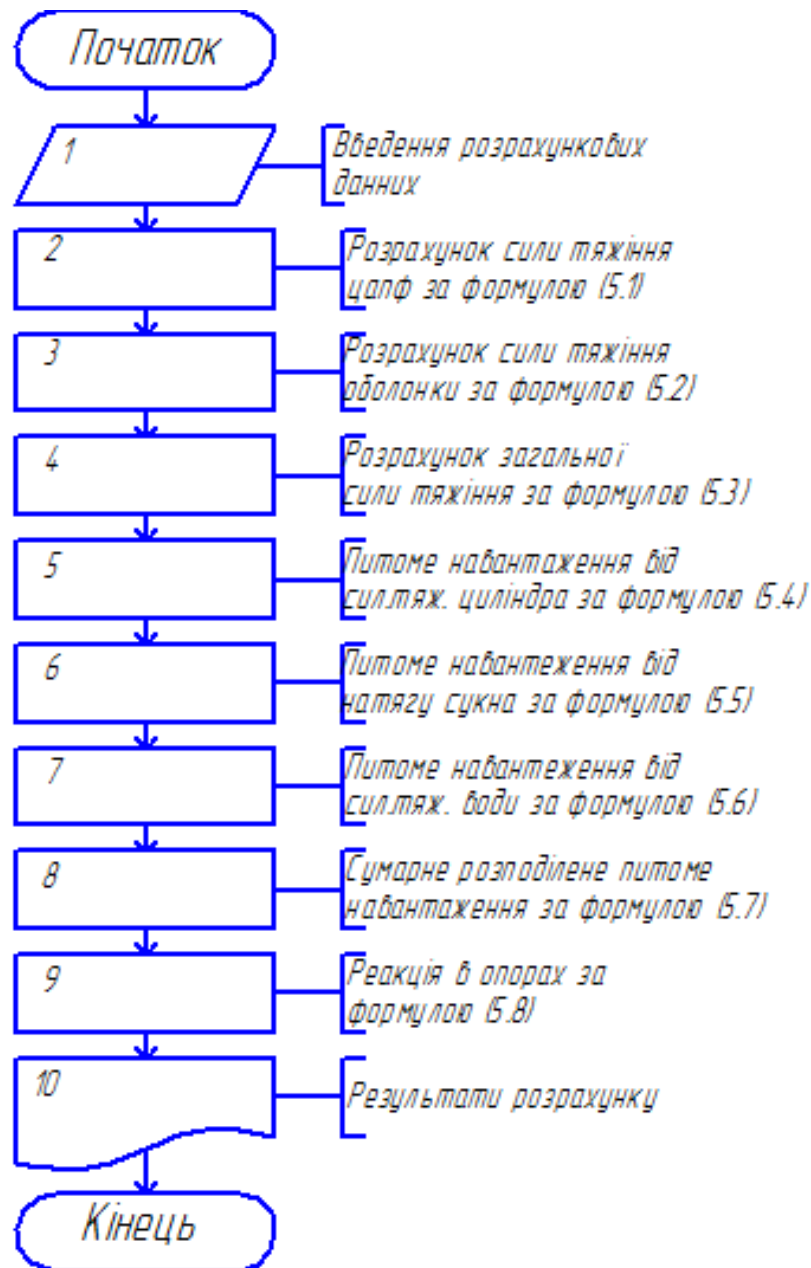 Початок
1
Введення розрахункових
данних
2
Розрахунок сили тяжіння
цапф за формулою (5.1)
3
Розрахунок сили тяжіння
оболонки за формулою (5.2)
4
Розрахунок загальної
сили тяжіння за формулою (5.3)
5
Питоме навантаження від
сил.тяж. циліндра за формулою (5.4)
6
Питоме навантеження від
натягу сукна за формулою (5.5)
7
Питоме навантеження від
сил.тяж. води за формулою (5.6)
8
Сумарне розподілене питоме
навантаження за формулою (5.7)
9
Реакція в опорах за
формулою (5.8)
10
Результати розрахунку
Кінець